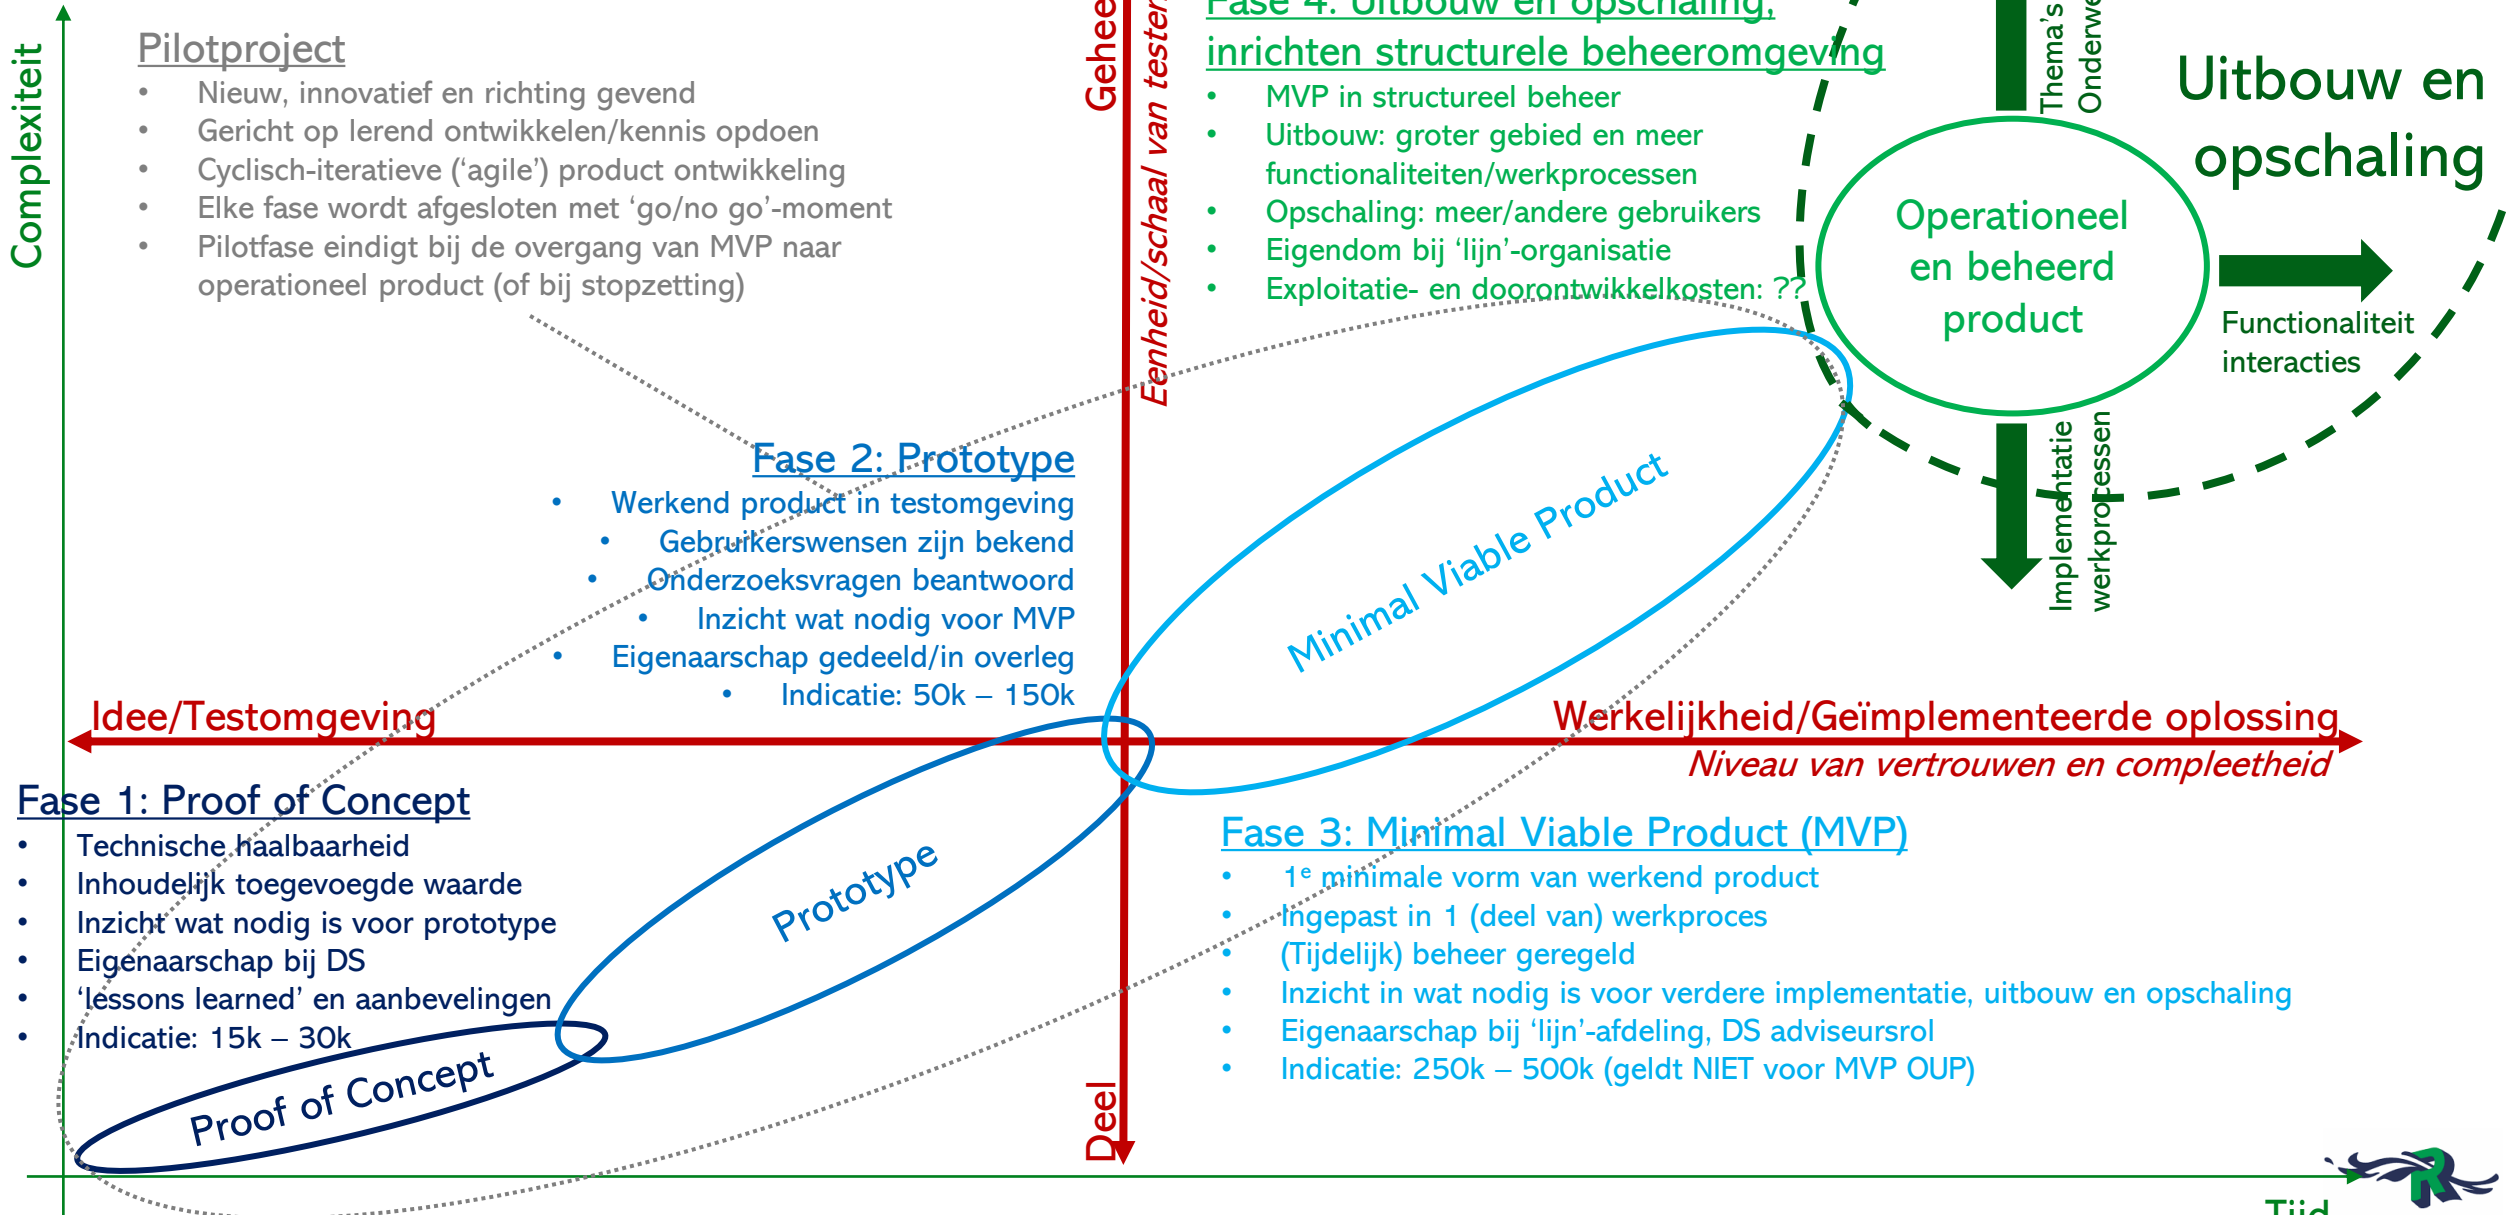 Complexiteit
Pilotproject
• Nieuw, innovatief en richting gevend
• Gericht op lerend ontwikkelen/kennis opdoen
• Cyclisch-iteratieve (‘agile’) product ontwikkeling
• Elke fase wordt afgesloten met ‘go/no go’-moment
• Pilotfase eindigt bij de overgang van MVP naar
operationeel product (of bij stopzetting)
Geheel
Eenheid/schaal van testen
Fase 4: Uitbouw en opschaling,
inrichten structurele beheeromgeving
• MVP in structureel beheer
• Uitbouw: groter gebied en meer
functionaliteiten/werkprocessen
• Opschaling: meer/andere gebruikers
• Eigendom bij ‘lijn’-organisatie
• Exploitatie- en doorontwikkelkosten: ??
Thema’s
Uitbouw en
opschaling
Operationeel
en beheerd
product
Functionaliteit
interacties
Implementatie
werkprocessen
Fase 2: Prototype
• Werkend product in testomgeving
• Gebruikerswensen zijn bekend
• Onderzoeksvragen beantwoord
• Inzicht wat nodig voor MVP
• Eigenaarschap gedeeld/in overleg
• Indicatie: 50k – 150k
Minimal Viable Product
Idee/Testomgeving
Werkelijkheid/Geïmplementeerde oplossing
Niveau van vertrouwen en compleetheid
Fase 1: Proof of Concept
• Technische haalbaarheid
• Inhoudelijk toegevoegde waarde
• Inzicht wat nodig is voor prototype
• Eigenaarschap bij DS
• ‘lessons learned’ en aanbevelingen
• Indicatie: 15k – 30k
Proof of Concept
Prototype
Fase 3: Minimal Viable Product (MVP)
• 1e minimale vorm van werkend product
• Ingepast in 1 (deel van) werkproces
• (Tijdelijk) beheer geregeld
• Inzicht in wat nodig is voor verdere implementatie, uitbouw en opschaling
• Eigenaarschap bij ‘lijn’-afdeling, DS adviseursrol
• Indicatie: 250k – 500k (geldt NIET voor MVP OUP)
Deel
R
Tijd